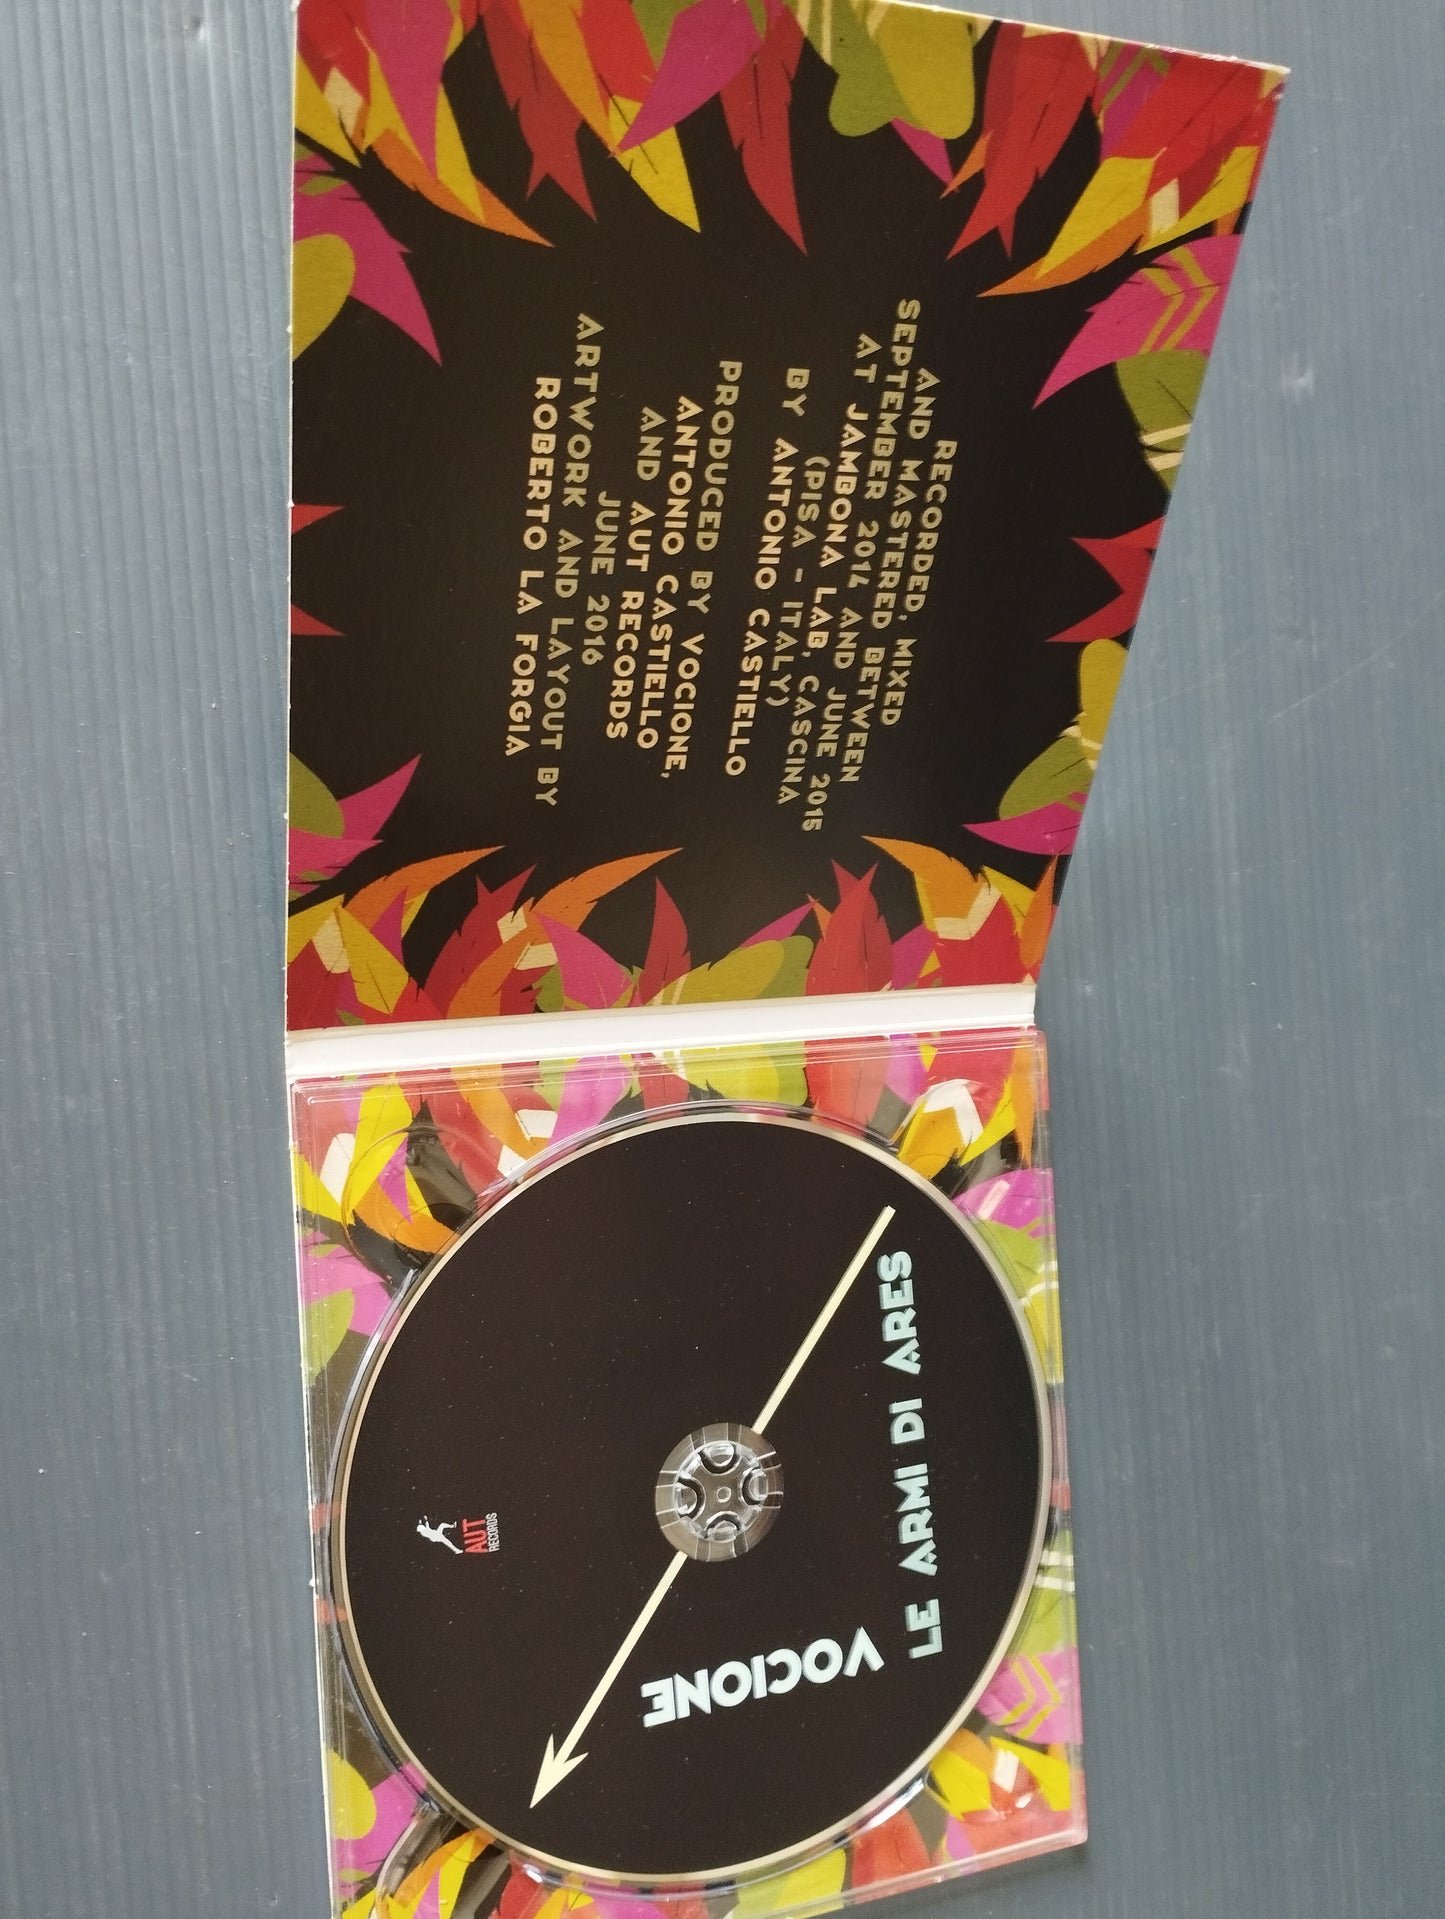 RECORDED, MIXED
AND MASTERED BETWEEN
SEPTEMBER 2014 AND JUNE 2015
AT JAMBONA LAB, CASCINA
(PISA - ITALY)
BY ANTONIO CASTIELLO
PRODUCED BY VOCIONE,
ANTONIO CASTIELLO
AND AUT RECORDS
JUNE 2016
ARTWORK AND LAYOUT BY
ROBERTO LA FORGIA
LE ARMI DI ARES
VOCIONE
AUT
RECORDS